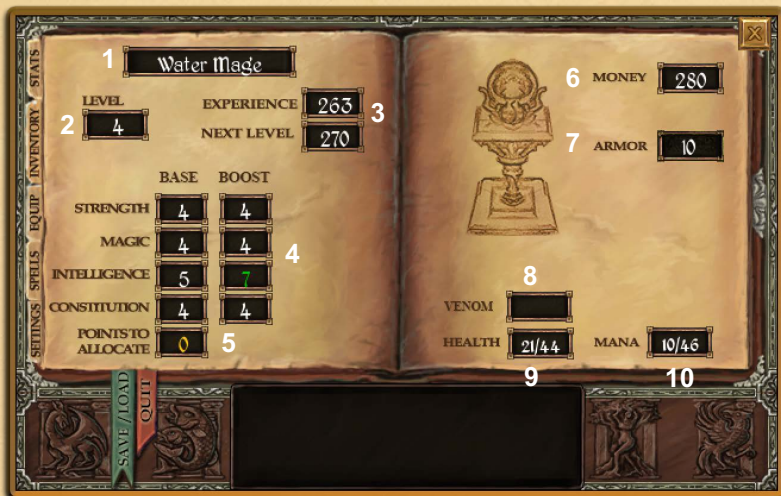 STATS
INVENTORY
EQUIP
SPELLS
SETTINGS
1 Water Mage
LEVEL
2 4
EXPERIENCE 263 3
NEXT LEVEL 270
BASE BOOST
STRENGTH 4 4
MAGIC 4 4
4
INTELLIGENCE 5 7
CONSTITUTION 4 4
POINTS TO
ALLOCATE 0 5
6 MONEY 280
7 ARMOR 10
8
VENOM
HEALTH 21/44 MANA 10/46
9 10
SAVE/LOAD
QUIT
X